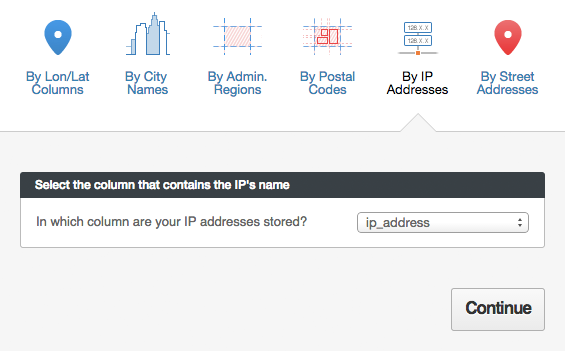 128 X. X
128. X. X
By Lon/Lat
Columns
By City
Names
By Admin.
Regions
By Postal
Codes
By IP
Addresses
By Street
Addresses
Select the column that contains the IP's name
In which column are your IP addresses stored?
ip_address
Continue